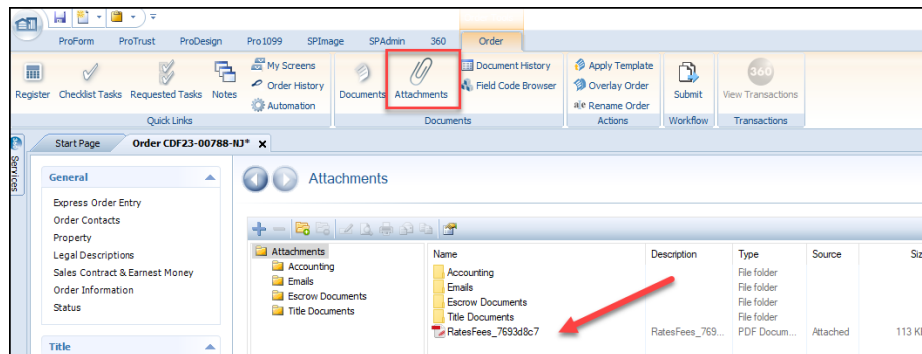 ProForm ProTrust ProDesign Pro1099 SPImage SPAdmin 360 Order
My Screens Document History Apply Template
Order History Field Code Browser Overlay Order
Register Checklist Tasks Requested Tasks Notes Automation Documents Attachments Rename Order Submit 360 View Transactions
Quick Links Documents Actions Workflow Transactions
Services
Start Page Order CDF23-00788-NJ* x
General
Express Order Entry
Order Contacts
Property
Legal Descriptions
Sales Contract & Earnest Money
Order Information
Status
Title
Attachments
Attachments
Accounting
Emails
Escrow Documents
Title Documents
Name Description Type Source Siz
Accounting File folder
Emails File folder
Escrow Documents File folder
Title Documents File folder
RatesFees_7693d8c7 RatesFees_769... PDF Docum... Attached 113 K